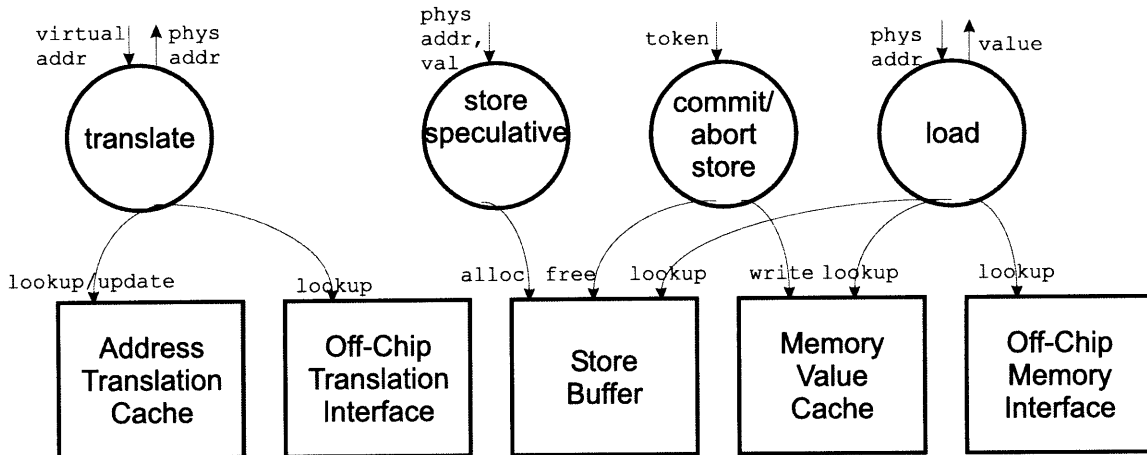 virtual
addr
phys
addr
phys
addr,
val
token
phys
addr
value
translate
store
speculative
commit/
abort
store
load
lookup/update
lookup
alloc
free
lookup
write
lookup
lookup
Address
Translation
Cache
Off-Chip
Translation
Interface
Store
Buffer
Memory
Value
Cache
Off-Chip
Memory
Interface